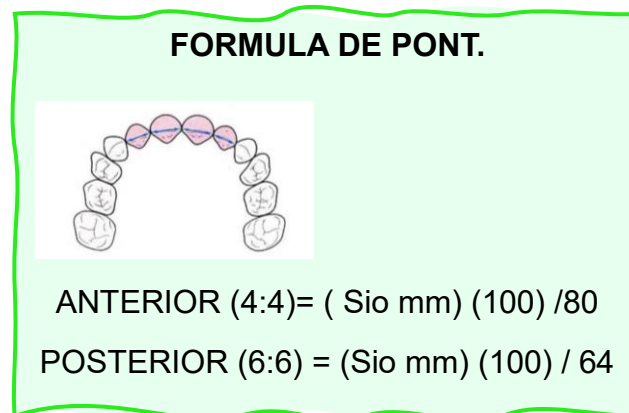 FORMULA DE PONT.
ANTERIOR (4:4)= ( Sio mm) (100) /80
POSTERIOR (6:6) = (Sio mm) (100) / 64